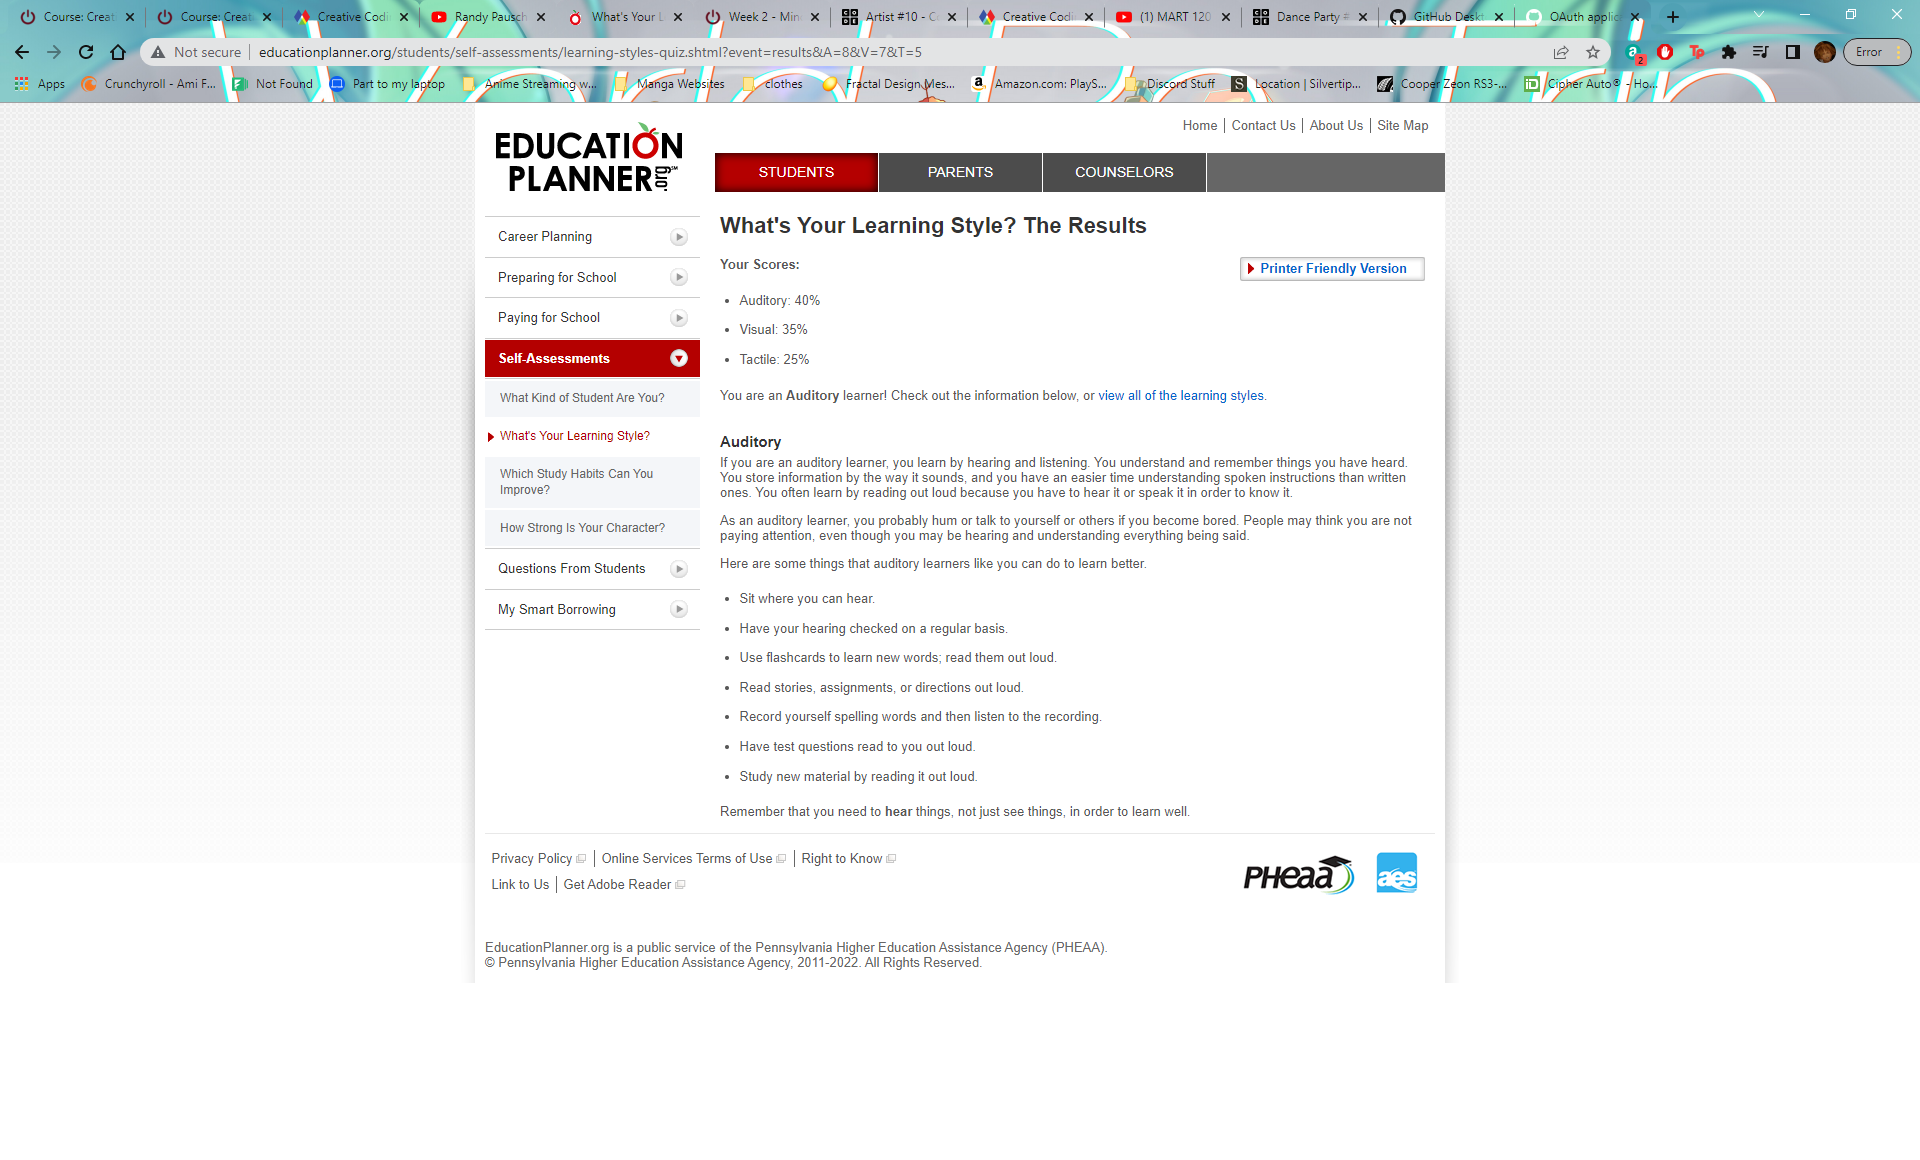 Course: Creat
Course: Creat
Creative Codi
Randy Pausch
What's Your L
Week 2 - Min
Artist #10 - C
Creative Codi
(1) MART 120
Dance Party #
GitHub Deskt
OAuth applic
Not secure
educationplanner.org/students/self-assessments/learning-styles-quiz.shtml?event=results&A=8&V=7&T=5
2
Error
Apps
Crunchyroll - Ami F...
Not Found
Part to my laptop
Anime Streaming w...
Manga Websites
clothes
Fractal Design Mes...
Amazon.com: PlayS...
Discord Stuff
Location | Silvertip...
Cooper Zeon RS3-...
Cipher Auto® - Ho...
EDUCATION
PLANNER.org
Home | Contact Us | About Us | Site Map
STUDENTS
PARENTS
COUNSELORS
Career Planning
Preparing for School
Paying for School
Self-Assessments
What Kind of Student Are You?
What's Your Learning Style?
Which Study Habits Can You
Improve?
How Strong Is Your Character?
Questions From Students
My Smart Borrowing
What's Your Learning Style? The Results
Your Scores:
Printer Friendly Version
• Auditory: 40%
• Visual: 35%
• Tactile: 25%
You are an Auditory learner! Check out the information below, or view all of the learning styles.
Auditory
If you are an auditory learner, you learn by hearing and listening. You understand and remember things you have heard.
You store information by the way it sounds, and you have an easier time understanding spoken instructions than written
ones. You often learn by reading out loud because you have to hear it or speak it in order to know it.
As an auditory learner, you probably hum or talk to yourself or others if you become bored. People may think you are not
paying attention, even though you may be hearing and understanding everything being said.
Here are some things that auditory learners like you can do to learn better.
• Sit where you can hear.
• Have your hearing checked on a regular basis.
• Use flashcards to learn new words; read them out loud.
• Read stories, assignments, or directions out loud.
• Record yourself spelling words and then listen to the recording.
• Have test questions read to you out loud.
• Study new material by reading it out loud.
Remember that you need to hear things, not just see things, in order to learn well.
Privacy Policy | Online Services Terms of Use | Right to Know
Link to Us | Get Adobe Reader
PHEAA
aes
EducationPlanner.org is a public service of the Pennsylvania Higher Education Assistance Agency (PHEAA).
© Pennsylvania Higher Education Assistance Agency, 2011-2022. All Rights Reserved.